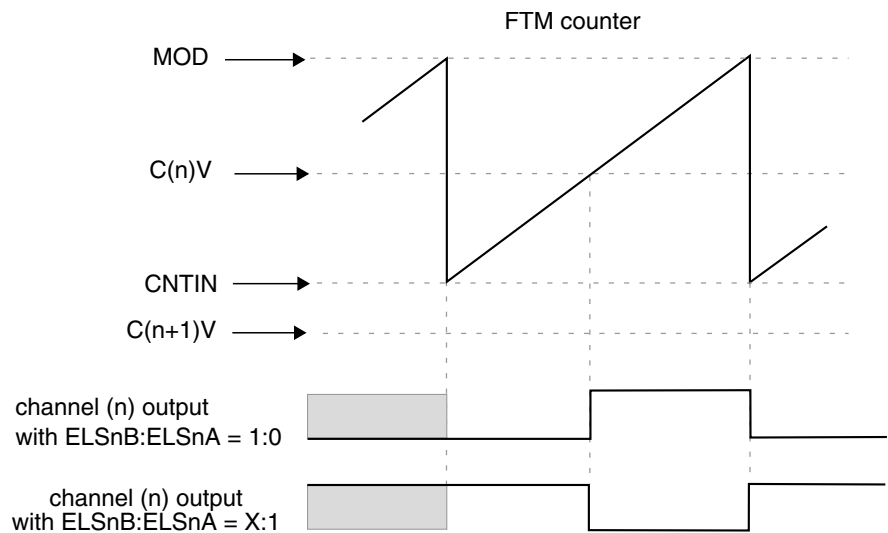 FTM counter
MOD
C(n)V
CNTIN
C(n+1)V
channel (n) output
with ELSnB:ELSnA = 1:0
channel (n) output
with ELSnB:ELSnA = X:1